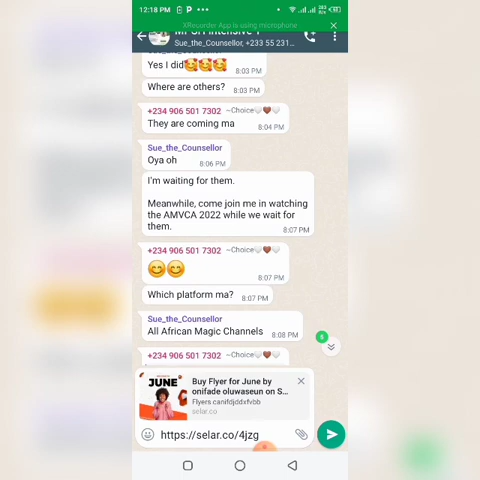 12:18 PM
XRecorder App is using microphone
Sue_the_Counsellor, +233 55 231...
Yes I did🥰🥰🥰
8:03 PM
Where are others? 8:03 PM
+234 906 501 7302 ~Choice🤍🤎🤍
They are coming ma
8:04 PM
Sue_the_Counsellor
Oya oh
8:06 PM
I'm waiting for them.
Meanwhile, come join me in watching
the AMVCA 2022 while we wait for
them.
8:07 PM
+234 906 501 7302 ~Choice🤍🤎🤍
😊😊
8:07 PM
Which platform ma? 8:07 PM
Sue_the_Counsellor
All African Magic Channels
8:08 PM
+234 906 501 7302 ~Choice🤍🤎🤍
JUNE
Buy Flyer for June by
onifade oluwaseun on S...
Flyers canifdjddixfvbb
selar.co
https://selar.co/4jzg